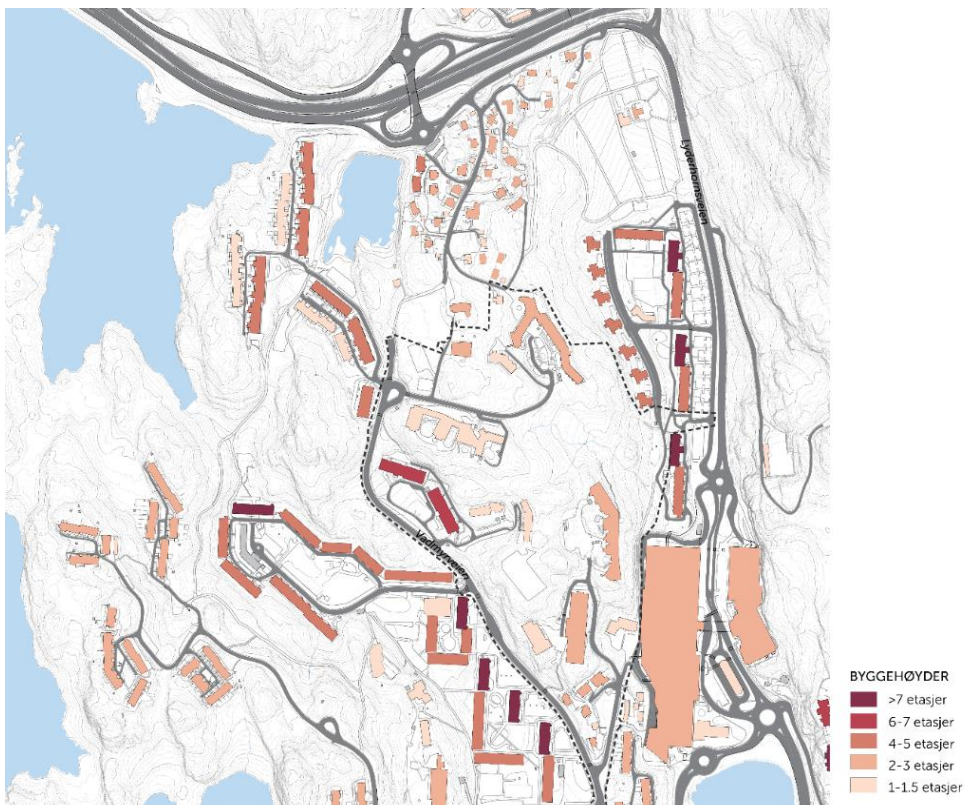 Lyderhornsveien
Vadmyrveien
BYGGEHØYDER
>7 etasjer
6-7 etasjer
4-5 etasjer
2-3 etasjer
1-1.5 etasjer